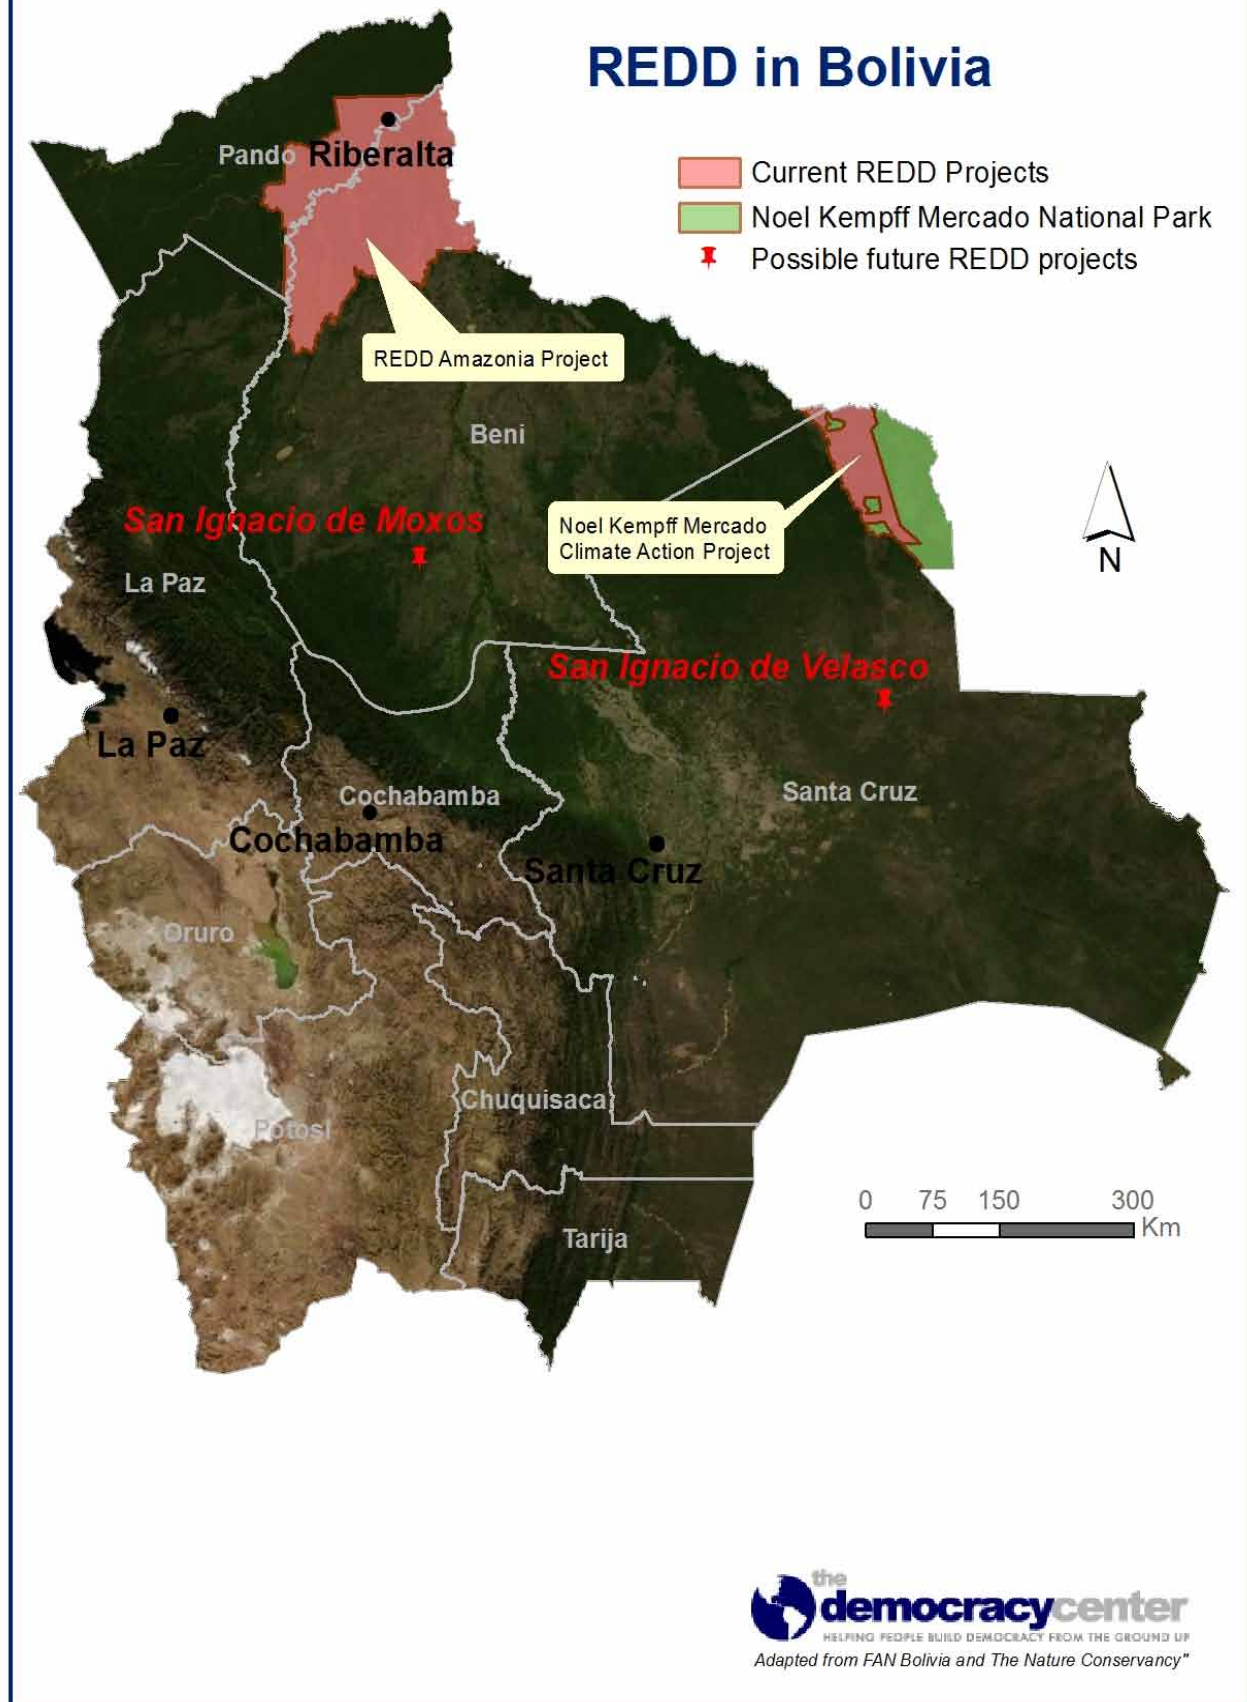 REDD in Bolivia
Current REDD Projects
Noel Kempff Mercado National Park
Possible future REDD projects
Pando
Riberalta
REDD Amazonia Project
Beni
San Ignacio de Moxos
Noel Kempff Mercado
Climate Action Project
N
La Paz
San Ignacio de Velasco
La Paz
Santa Cruz
Cochabamba
Cochabamba
Santa Cruz
Oruro
Chuquisaca
Potosi
0 75 150 300
Km
Tarija
the
democracycenter
HELPING PEOPLE BUILD DEMOCRACY FROM THE GROUND UP
Adapted from FAN Bolivia and The Nature Conservancy"